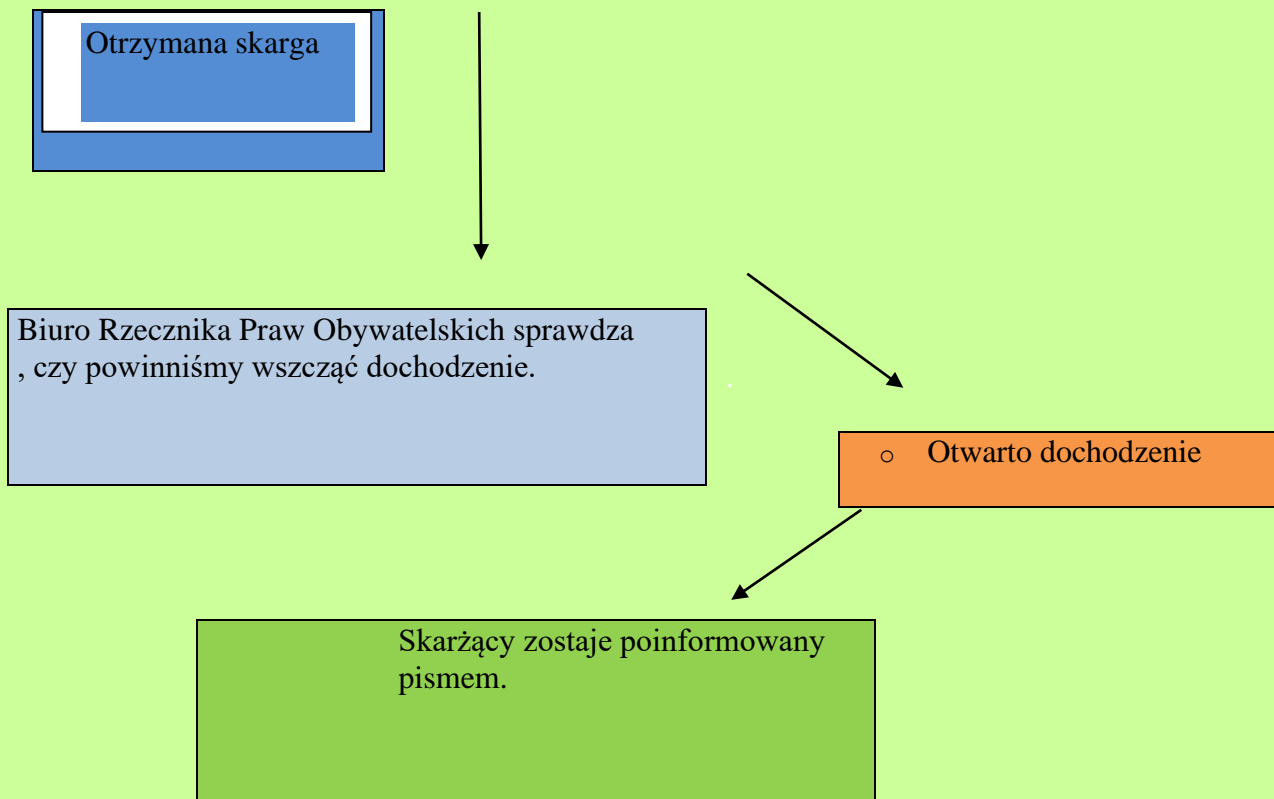 Otrzymana skarga
Biuro Rzecznika Praw Obywatelskich sprawdza
, czy powinniśmy wszcząć dochodzenie.
o Otwarto dochodzenie
Skarżący zostaje poinformowany
pismem.